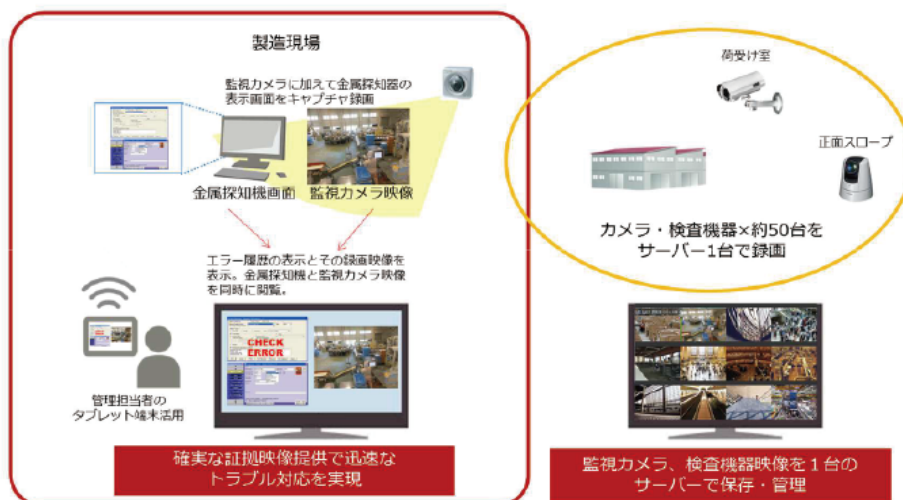 製造現場
監視カメラに加えて金属探知器の
表示画面をキャプチャ録画
金属探知機画面
監視カメラ映像
エラー履歴の表示とその録画映像を
表示。金属探知機と監視カメラ映像
を同時に閲覧。
CHECK
ERROR
管理担当者の
タブレット端末活用
確実な証拠映像提供で迅速な
トラブル対応を実現
荷受け室
正面スロープ
カメラ・検査機器×約50台を
サーバー1台で録画
監視カメラ、検査機器映像を１台の
サーバーで保存・管理